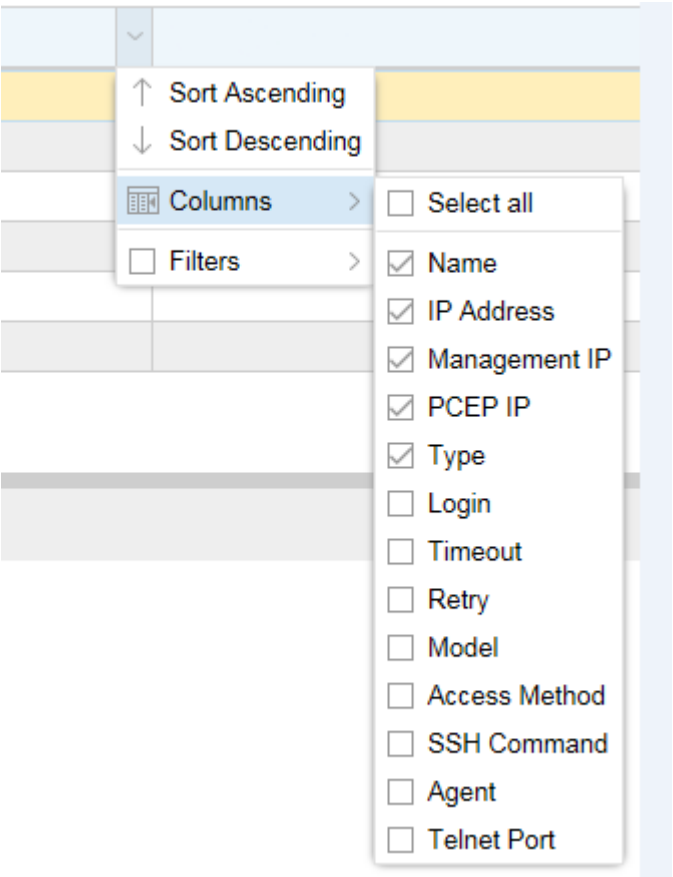 Sort Ascending
Sort Descending
Columns
Filters
Select all
Name
IP Address
Management IP
PCEP IP
Type
Login
Timeout
Retry
Model
Access Method
SSH Command
Agent
Telnet Port